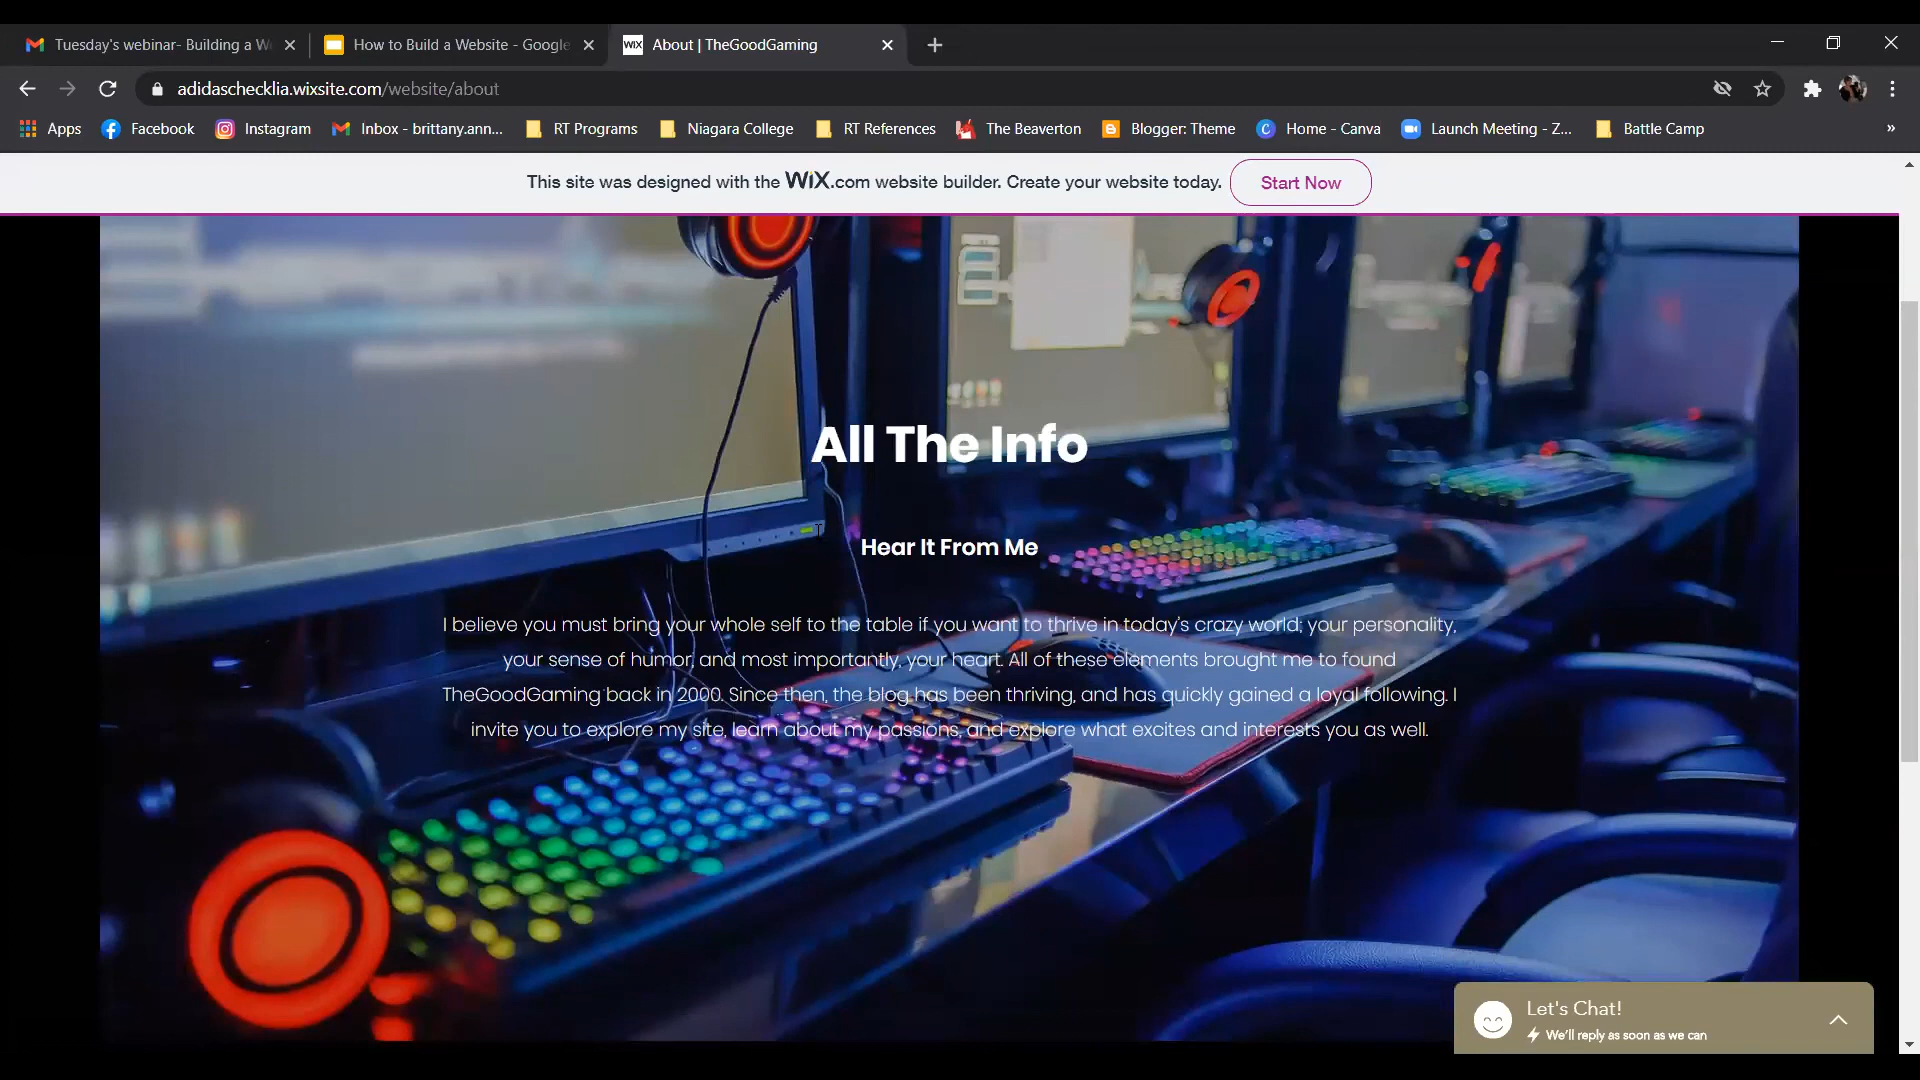 Tuesday's webinar- Building a W
How to Build a Website - Google
WIX
About | TheGoodGaming
adidaschecklia.wixsite.com/website/about
Apps
Facebook
Instagram
Inbox - brittany.ann...
RT Programs
Niagara College
RT References
The Beaverton
Blogger: Theme
C
Home - Canva
Launch Meeting - Z...
Battle Camp
»
This site was designed with the WiX.com website builder. Create your website today.
Start Now
All The Info
Hear It From Me
I believe you must bring your whole self to the table if you want to thrive in today's crazy world; your personality,
your sense of humor, and most importantly, your heart. All of these elements brought me to found
TheGoodGaming back in 2000. Since then, the blog has been thriving, and has quickly gained a loyal following. I
invite you to explore my site, learn about my passions, and explore what excites and interests you as well.
Let's Chat!
We'll reply as soon as we can